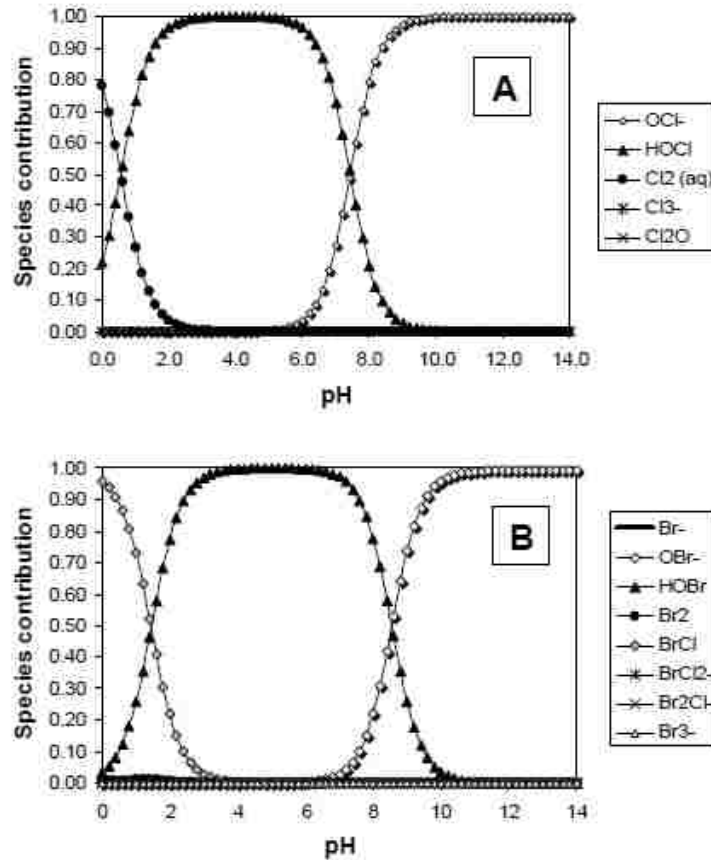 1.00
0.90
0.80
0.70
0.60
0.50
0.40
0.30
0.20
0.10
0.00
Species contribution
A
0.0 2.0 4.0 6.0 8.0 10.0 12.0 14.0
pH
OCl-
HOCl
Cl2 (aq)
Cl3-
Cl2O
1.00
0.90
0.80
0.70
0.60
0.50
0.40
0.30
0.20
0.10
0.00
Species contribution
B
0 2 4 6 8 10 12 14
pH
Br-
OBr-
HOBr
Br2
BrCl
BrCl2-
Br2Cl-
Br3-